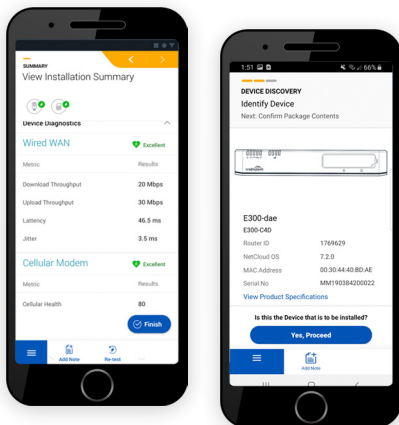 SUMMARY
View Installation Summary
Device Diagnostics
Wired WAN
Excellent
Metric
Results
Download Throughput
20 Mbps
Upload Throughput
30 Mbps
Lattency
46.5 ms
Jitter
3.5 ms
Cellular Modem
Excellent
Metric
Results
Cellular Health
80
Finish
Add Note
Re-test
1:51
66%
DEVICE DISCOVERY
Identify Device
Next: Confirm Package Contents
cradlepoint
E300-dae
E300-C4D
Router ID
1769629
NetCloud OS
7.2.0
MAC Address
00:30:44:40:BD:AE
Serial No
MM190384200022
View Product Specifications
Is this the Device that is to be installed?
Yes, Proceed
Add Note